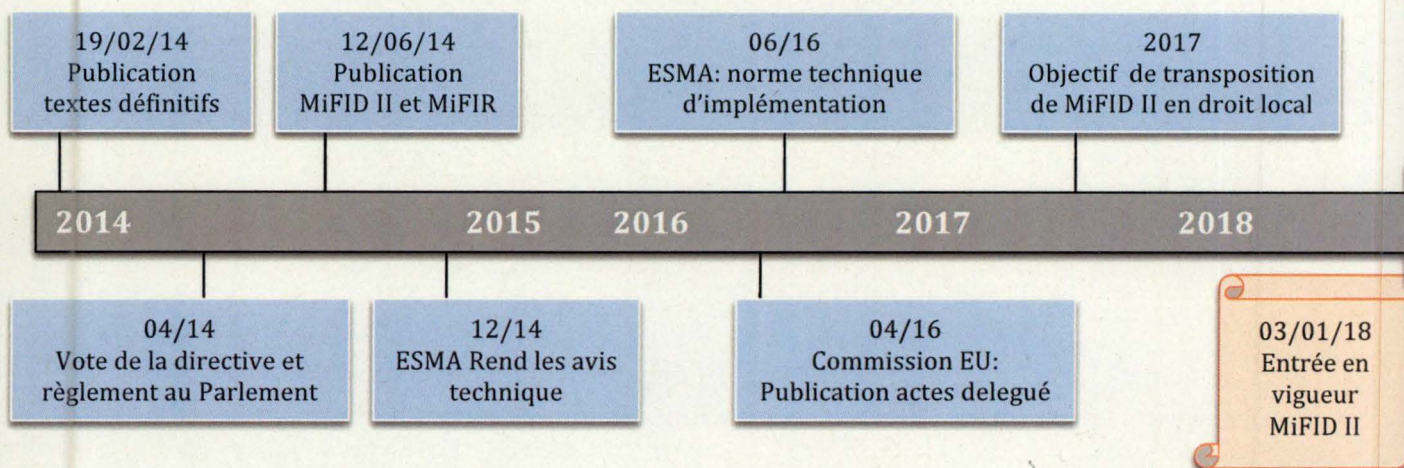 19/02/14
Publication
textes définitifs
12/06/14
Publication
MiFID II et MiFIR
06/16
ESMA: norme technique
d'implémentation
2017
Objectif de transposition
de MiFID II en droit local
2014
2015
2016
2017
2018
04/14
Vote de la directive et
règlement au Parlement
12/14
ESMA Rend les avis
technique
04/16
Commission EU:
Publication actes delegué
03/01/18
Entrée en
vigueur
MiFID II